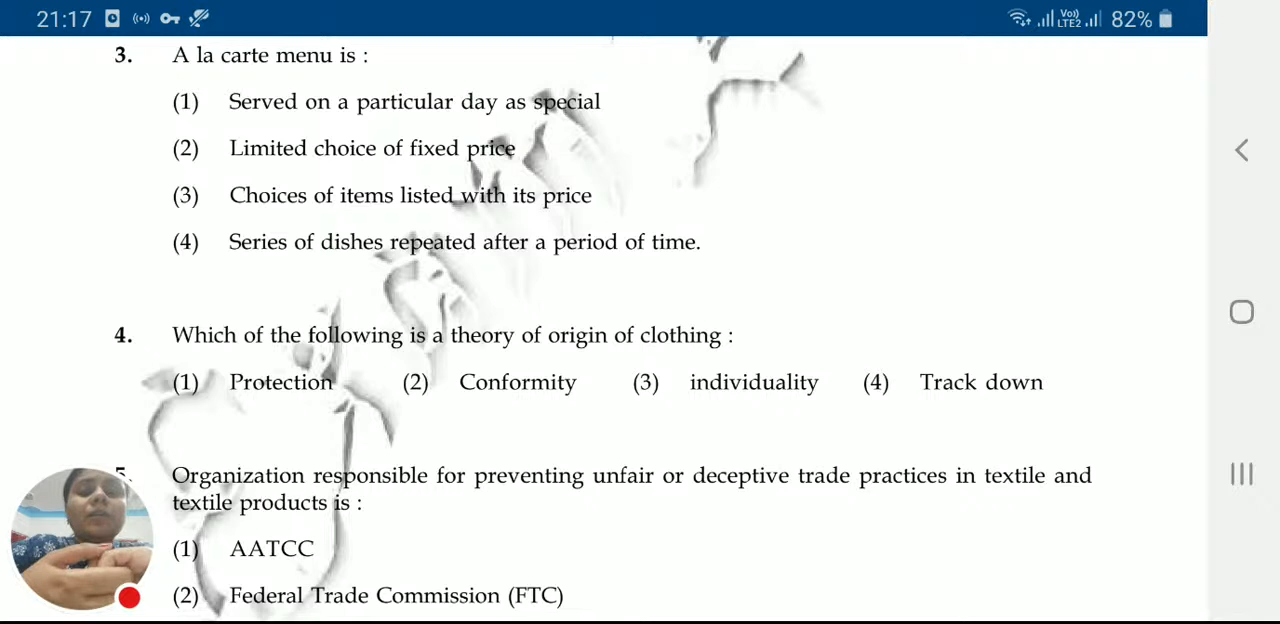 21:17 Vo)) LTE2 82%
3. A la carte menu is :
(1) Served on a particular day as special
(2) Limited choice of fixed price
(3) Choices of items listed with its price
(4) Series of dishes repeated after a period of time.
4. Which of the following is a theory of origin of clothing :
(1) Protection (2) Conformity (3) individuality (4) Track down
5. Organization responsible for preventing unfair or deceptive trade practices in textile and
textile products is :
(1) AATCC
(2) Federal Trade Commission (FTC)